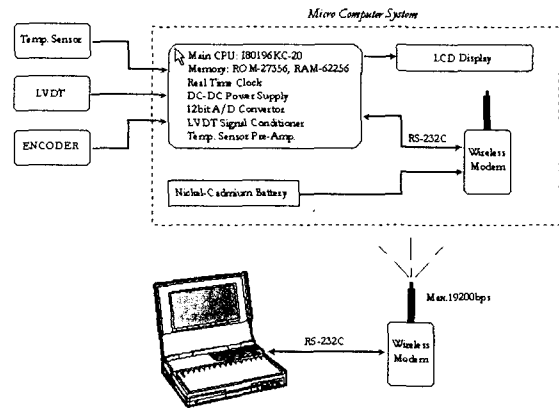 Micro Computer System
Temp. Sensor
LVDT
ENCODER
Main CPU: I80196KC-20
Memory: ROM-27356, RAM-62256
Real Time Clock
DC-DC Power Supply
12bit A/D Convertor
LVDT Signal Conditioner
Temp. Sensor Pre-Amp.
LCD Display
RS-232C
Wireless
Modem
Nickel-Cadmium Battery
Max.19200bps
RS-232C
Wireless
Modem